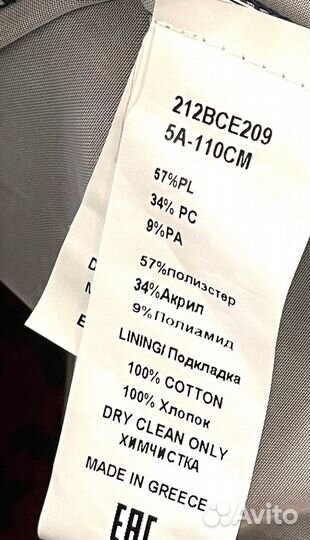 212BCE209
5A-110CM
57%PL
34% PC
9%PA
57%полиэстер
34%Акрил
9%Полиамид
LINING/ Подкладка
100% COTTON
100% Хлопок
DRY CLEAN ONLY
ХИМЧИСТКА
MADE IN GREECE
EAC
D
M
E
Avito